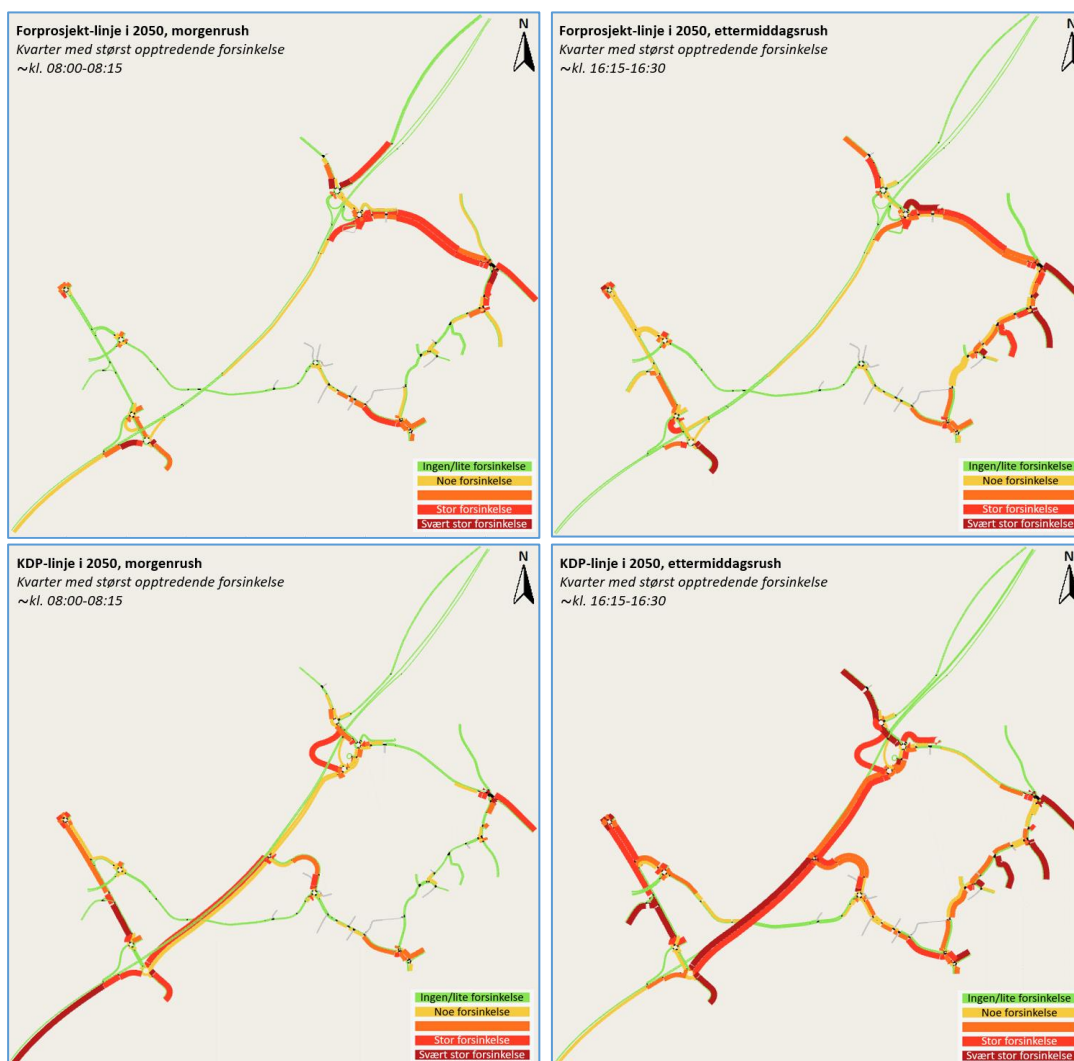 Forprosjekt-linje i 2050, morgenrush
Kvarter med størst opptredende forsinkelse
~kl. 08:00-08:15
N
Ingen/lite forsinkelse
Noe forsinkelse
Stor forsinkelse
Svært stor forsinkelse
Forprosjekt-linje i 2050, ettermiddagsrush
Kvarter med størst opptredende forsinkelse
~kl. 16:15-16:30
N
Ingen/lite forsinkelse
Noe forsinkelse
Stor forsinkelse
Svært stor forsinkelse
KDP-linje i 2050, morgenrush
Kvarter med størst opptredende forsinkelse
~kl. 08:00-08:15
N
Ingen/lite forsinkelse
Noe forsinkelse
Stor forsinkelse
Svært stor forsinkelse
KDP-linje i 2050, ettermiddagsrush
Kvarter med størst opptredende forsinkelse
~kl. 16:15-16:30
N
Ingen/lite forsinkelse
Noe forsinkelse
Stor forsinkelse
Svært stor forsinkelse